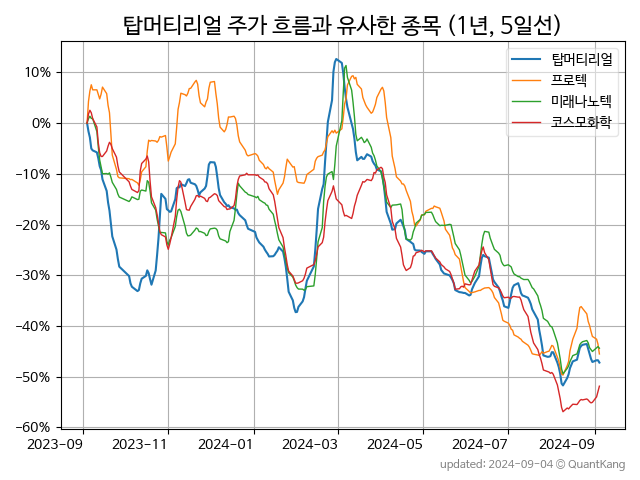 탑머티리얼 주가 흐름과 유사한 종목 (1년, 5일선)
탑머티리얼
프로텍
미래나노텍
코스모화학
10%
0%
−10%
−20%
−30%
−40%
−50%
−60%
2023-09 2023-11 2024-01 2024-03 2024-05 2024-07 2024-09
updated: 2024-09-04 © QuantKang